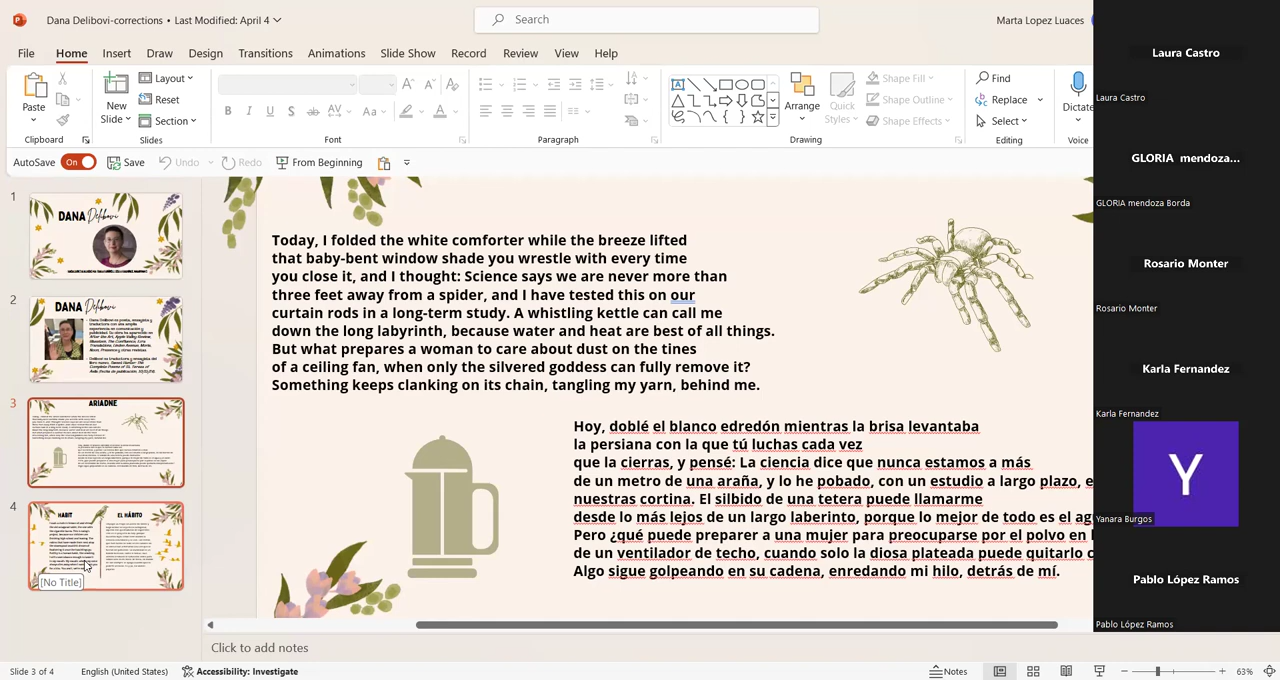 Dana Delibovi-corrections • Last Modified: April 4
Search
Marta Lopez Luaces
File Home Insert Draw Design Transitions Animations Slide Show Record Review View Help
Paste
New Slide
Layout
Reset
Section
Aa
Arrange
Quick Styles
Shape Fill
Shape Outline
Shape Effects
Find
Replace
Select
Dictate
Clipboard
Slides
Font
Paragraph
Drawing
Editing
Voice
AutoSave On Save Undo Redo From Beginning
1
DANA Delibovi
2
DANA Delibovi
3
ARIADNE
4
HABIT
EL HÁBITO
[No Title]
Today, I folded the white comforter while the breeze lifted
that baby-bent window shade you wrestle with every time
you close it, and I thought: Science says we are never more than
three feet away from a spider, and I have tested this on our
curtain rods in a long-term study. A whistling kettle can call me
down the long labyrinth, because water and heat are best of all things.
But what prepares a woman to care about dust on the tines
of a ceiling fan, when only the silvered goddess can fully remove it?
Something keeps clanking on its chain, tangling my yarn, behind me.
Hoy, doblé el blanco edredón mientras la brisa levantaba
la persiana con la que tú luchas cada vez
que la cierras, y pensé: La ciencia dice que nunca estamos a más
de un metro de una araña, y lo he pobado, con un estudio a largo plazo, e
nuestras cortina. El silbido de una tetera puede llamarme
desde lo más lejos de un largo laberinto, porque lo mejor de todo es el ag
Pero ¿qué puede preparar a una mujer para preocuparse por el polvo en l
de un ventilador de techo, cuando solo la diosa plateada puede quitarlo c
Algo sigue golpeando en su cadena, enredando mi hilo, detrás de mí.
Click to add notes
Slide 3 of 4
English (United States)
Accessibility: Investigate
Notes
63%
Laura Castro
Laura Castro
GLORIA mendoza...
GLORIA mendoza Borda
Rosario Monter
Rosario Monter
Karla Fernandez
Karla Fernandez
Y
Yanara Burgos
Pablo López Ramos
Pablo López Ramos